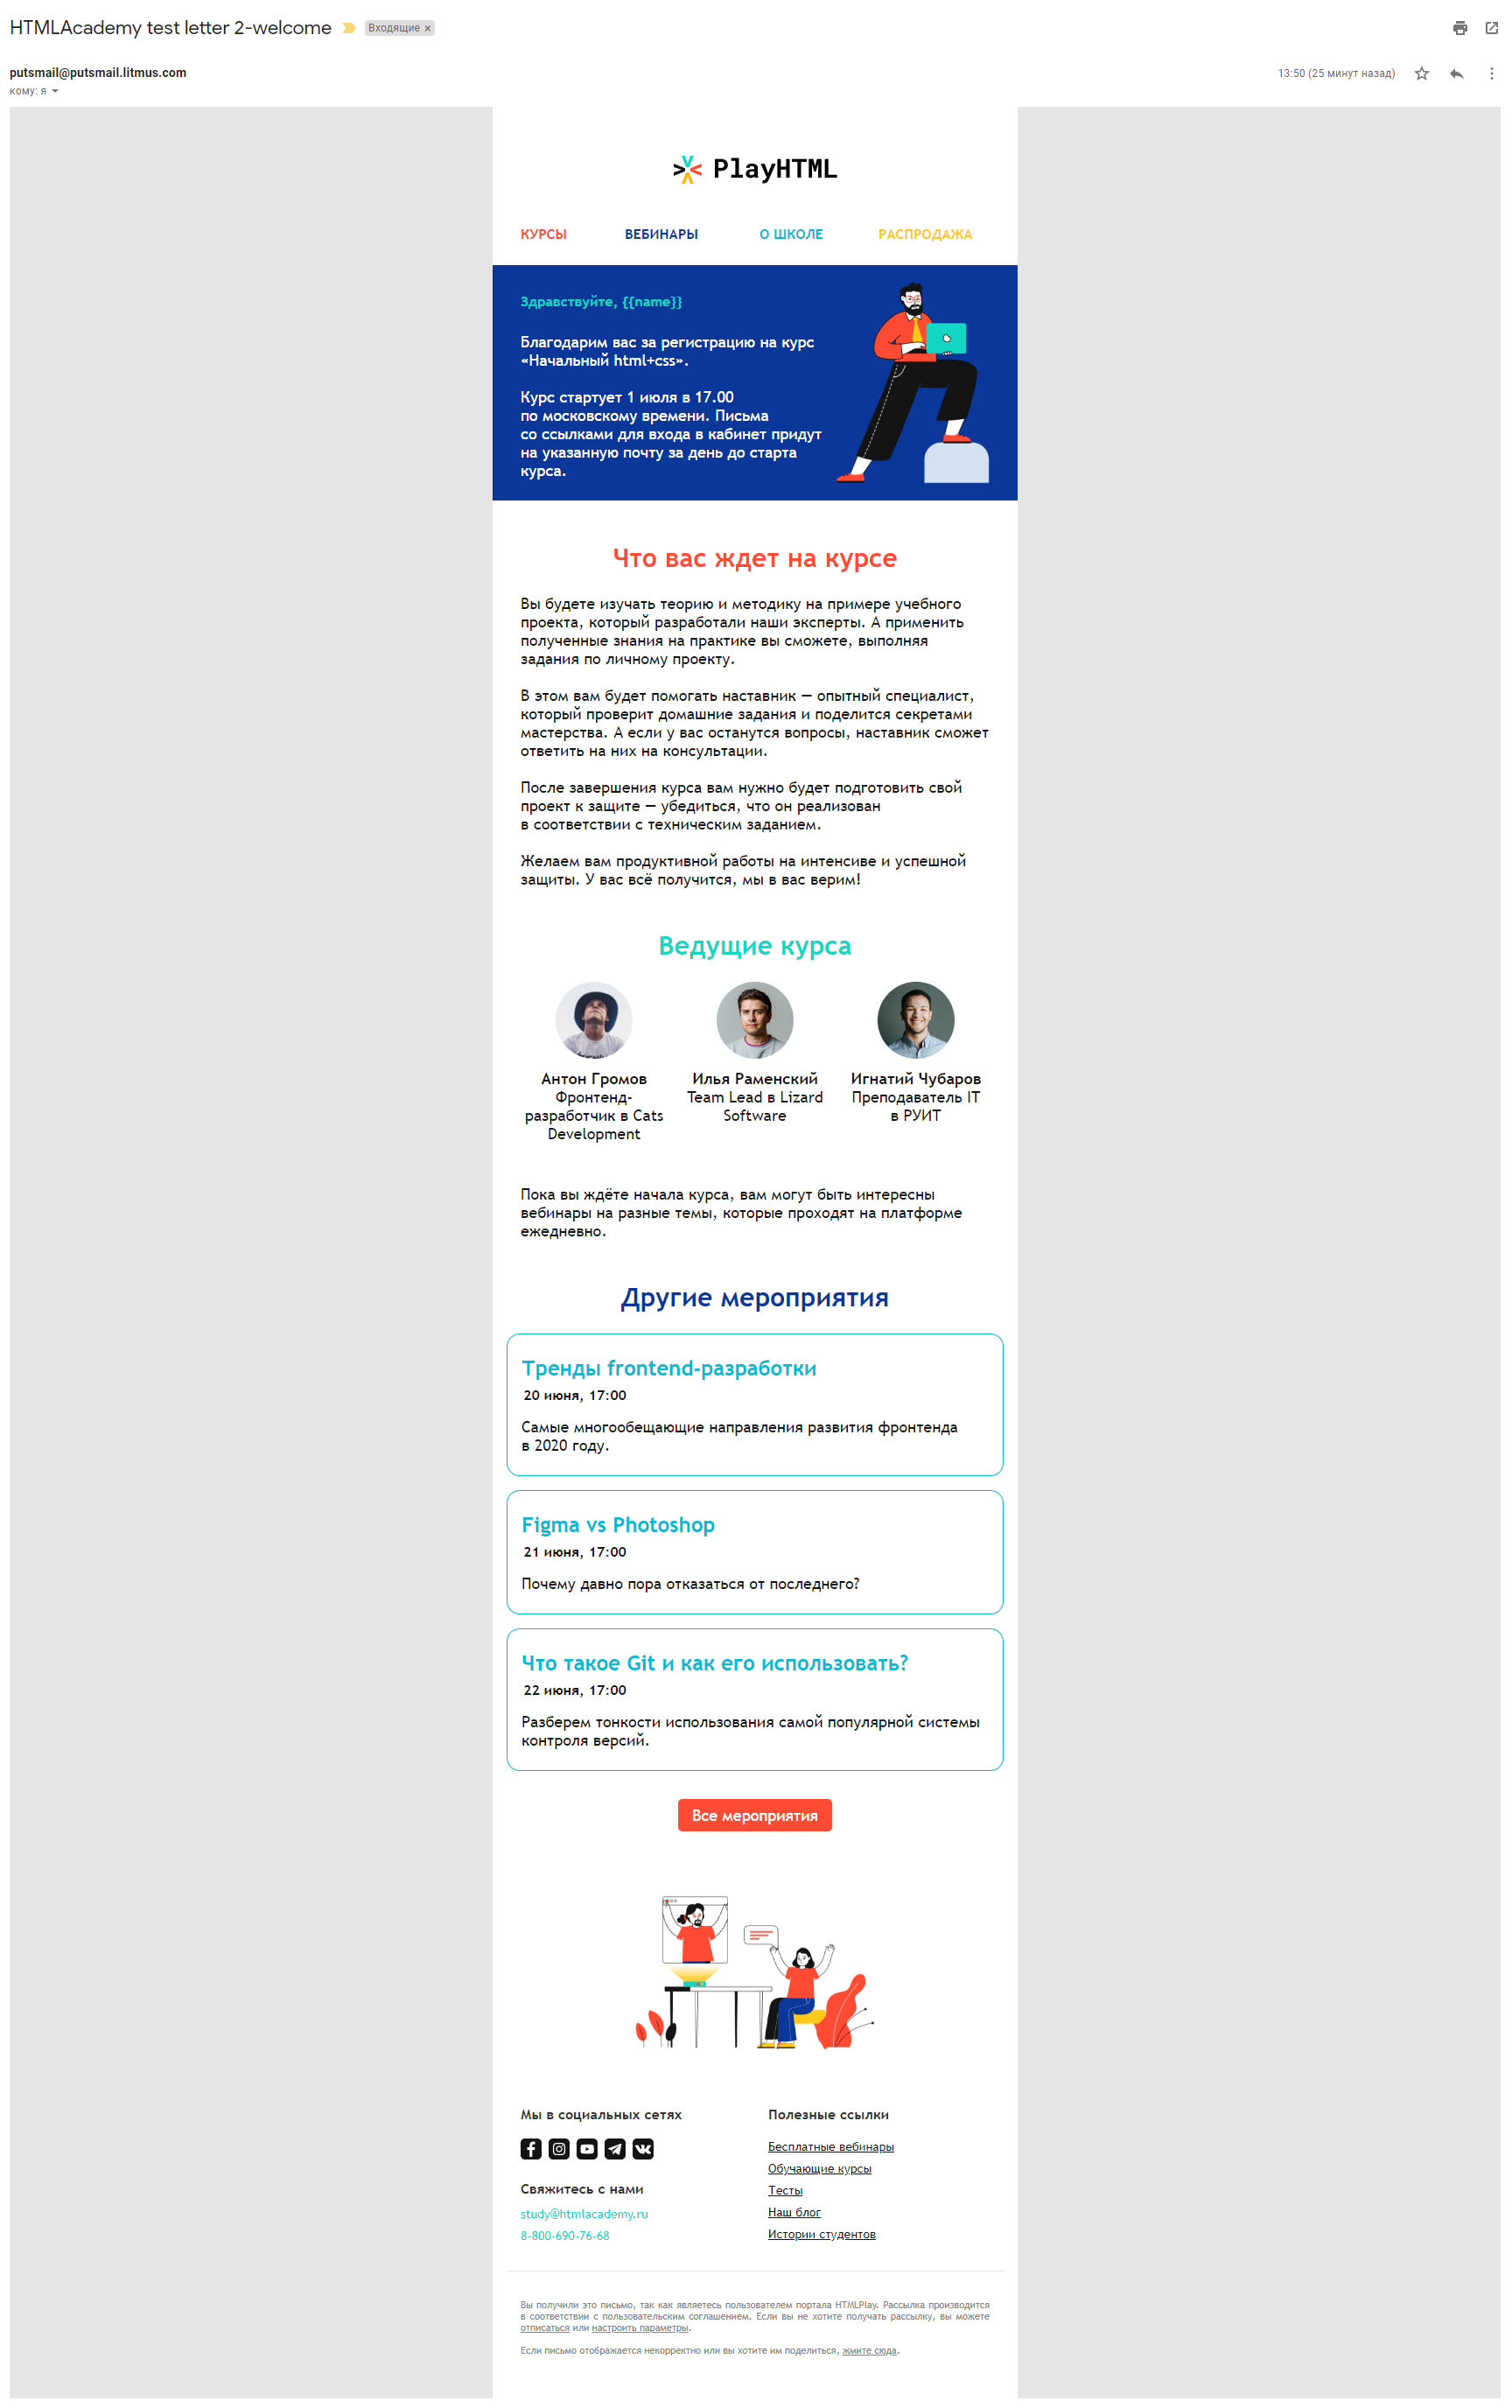 HTMLAcademy test letter 2-welcome
Входящие ×
putsmail@putsmail.litmus.com
13:50 (25 минут назад)
кому: я
PlayHTML
КУРСЫ ВЕБИНАРЫ О ШКОЛЕ РАСПРОДАЖА
Здравствуйте, {{name}}
Благодарим вас за регистрацию на курс
«Начальный html+css».
Курс стартует 1 июля в 17.00
по московскому времени. Письма
со ссылками для входа в кабинет придут
на указанную почту за день до старта
курса.
Что вас ждет на курсе
Вы будете изучать теорию и методику на примере учебного
проекта, который разработали наши эксперты. А применить
полученные знания на практике вы сможете, выполняя
задания по личному проекту.
В этом вам будет помогать наставник — опытный специалист,
который проверит домашние задания и поделится секретами
мастерства. А если у вас останутся вопросы, наставник сможет
ответить на них на консультации.
После завершения курса вам нужно будет подготовить свой
проект к защите — убедиться, что он реализован
в соответствии с техническим заданием.
Желаем вам продуктивной работы на интенсиве и успешной
защиты. У вас всё получится, мы в вас верим!
Ведущие курса
Антон Громов
Фронтенд-
разработчик в Cats
Development
Илья Раменский
Team Lead в Lizard
Software
Игнатий Чубаров
Преподаватель IT
в РУИТ
Пока вы ждёте начала курса, вам могут быть интересны
вебинары на разные темы, которые проходят на платформе
ежедневно.
Другие мероприятия
Тренды frontend-разработки
20 июня, 17:00
Самые многообещающие направления развития фронтенда
в 2020 году.
Figma vs Photoshop
21 июня, 17:00
Почему давно пора отказаться от последнего?
Что такое Git и как его использовать?
22 июня, 17:00
Разберем тонкости использования самой популярной системы
контроля версий.
Все мероприятия
Мы в социальных сетях
Свяжитесь с нами
study@htmlacademy.ru
8-800-690-76-68
Полезные ссылки
Бесплатные вебинары
Обучающие курсы
Тесты
Наш блог
Истории студентов
Вы получили это письмо, так как являетесь пользователем портала HTMLPlay. Рассылка производится
в соответствии с пользовательским соглашением. Если вы не хотите получать рассылку, вы можете
отписаться или настроить параметры.
Если письмо отображается некорректно или вы хотите им поделиться, жмите сюда.